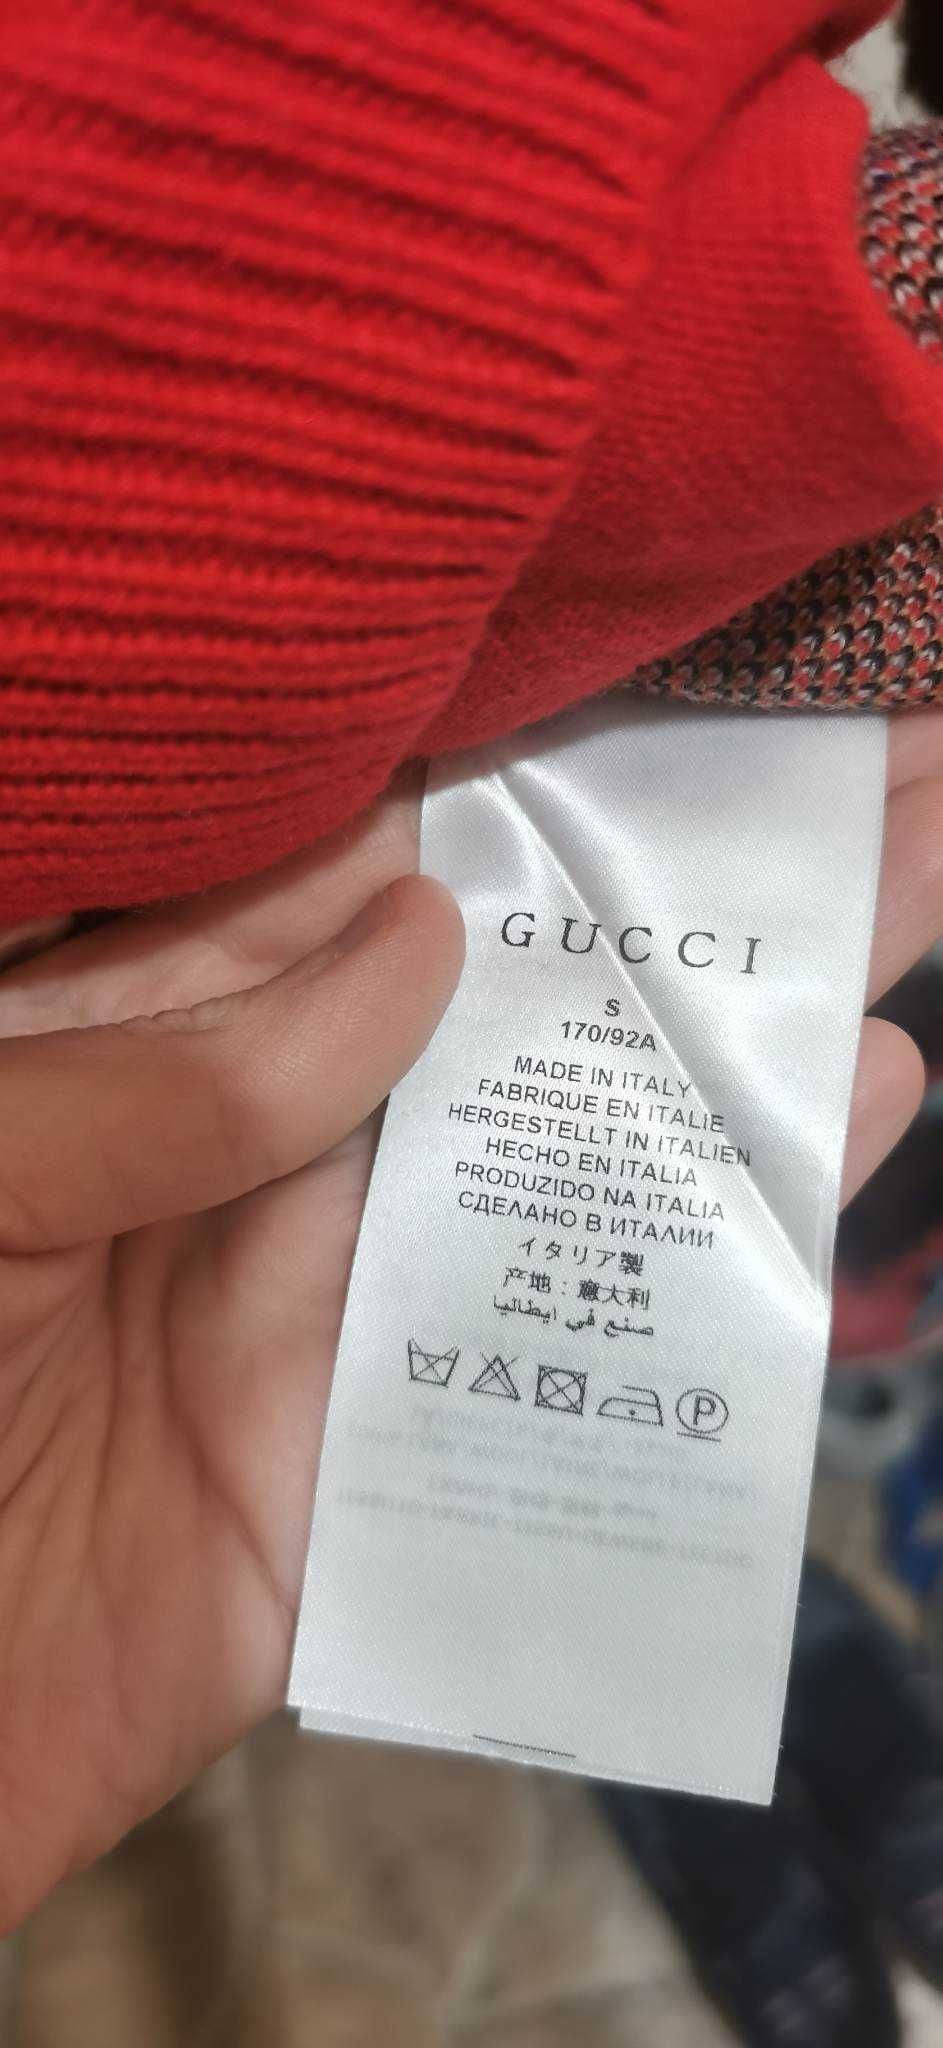 GUCCI
S
170/92A
MADE IN ITALY
FABRIQUE EN ITALIE
HERGESTELLT IN ITALIEN
HECHO EN ITALIA
PRODUZIDO NA ITALIA
СДЕЛАНО В ИТАЛИИ
イタリア製
产地：意大利
صنع في ايطاليا
P